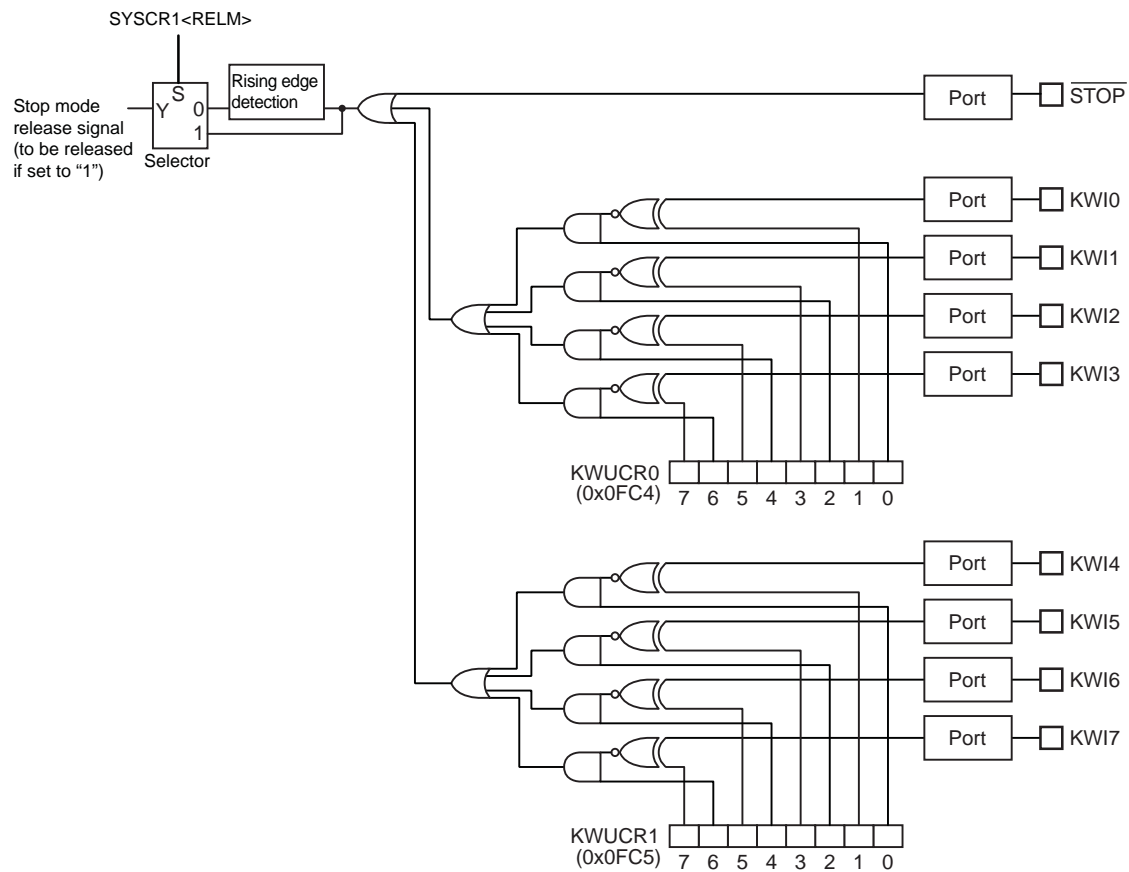 SYSCR1<RELM>
Rising edge
detection
S
Y
0
1
Stop mode
release signal
(to be released
if set to “1”)
Selector
Port
STOP
Port
KWI0
Port
KWI1
Port
KWI2
Port
KWI3
KWUCR0
(0x0FC4)
7 6 5 4 3 2 1 0
Port
KWI4
Port
KWI5
Port
KWI6
Port
KWI7
KWUCR1
(0x0FC5)
7 6 5 4 3 2 1 0